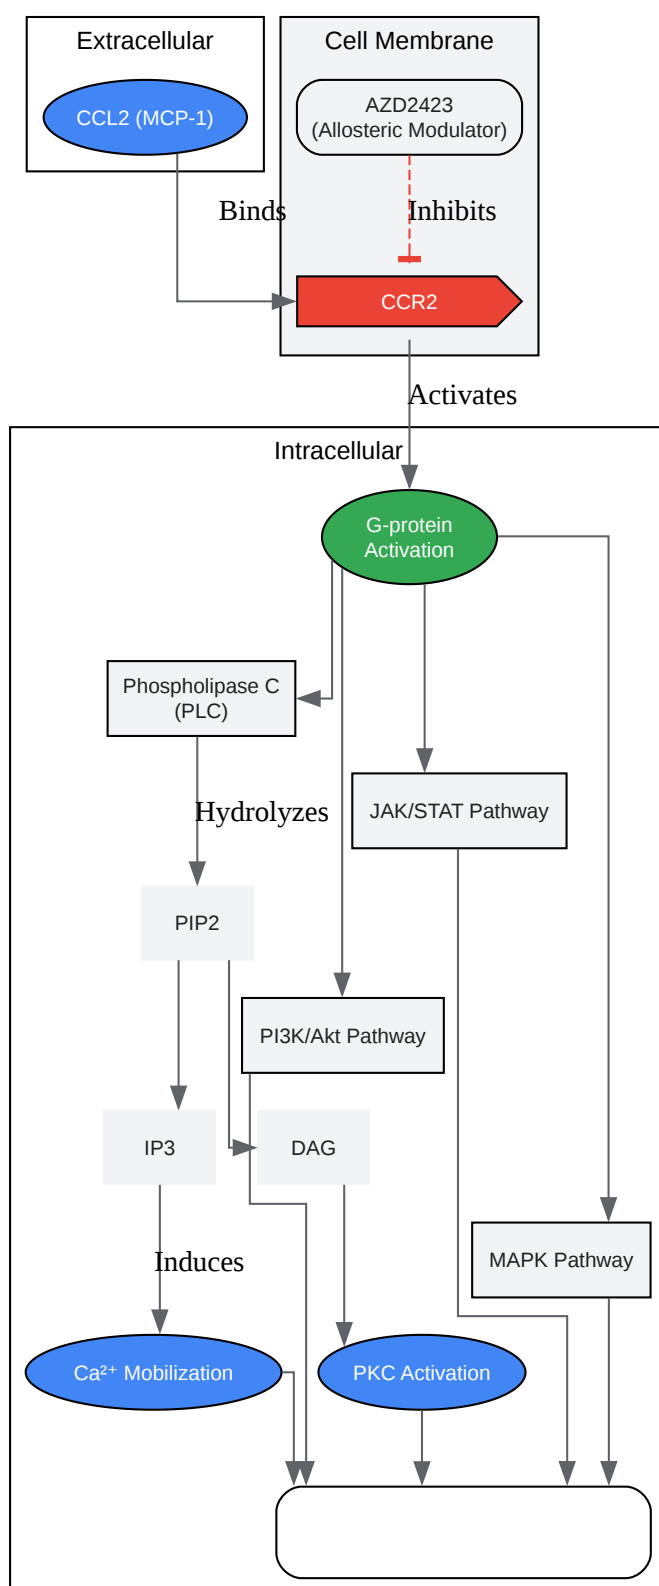 Extracellular
Cell Membrane
CCL2 (MCP-1)
AZD2423
(Allosteric Modulator)
Binds
Inhibits
CCR2
Activates
Intracellular
G-protein
Activation
Phospholipase C
(PLC)
Hydrolyzes
JAK/STAT Pathway
PIP2
PI3K/Akt Pathway
IP3
DAG
Induces
MAPK Pathway
Ca²⁺ Mobilization
PKC Activation